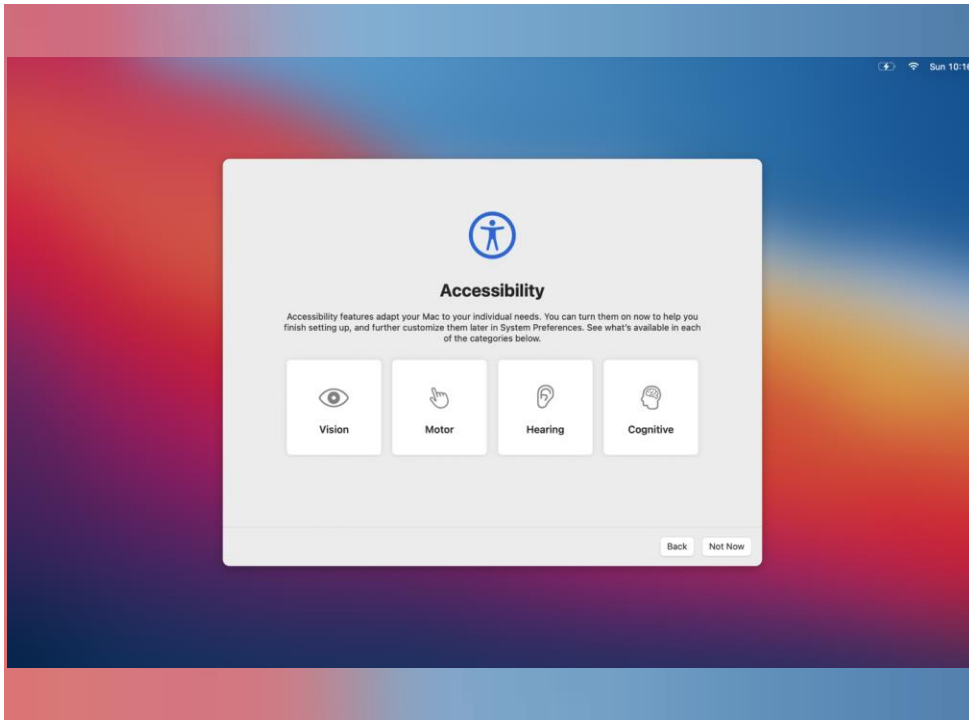 Sun 10:16
Accessibility
Accessibility features adapt your Mac to your individual needs. You can turn them on now to help you
finish setting up, and further customize them later in System Preferences. See what's available in each
of the categories below.
Vision
Motor
Hearing
Cognitive
Back
Not Now